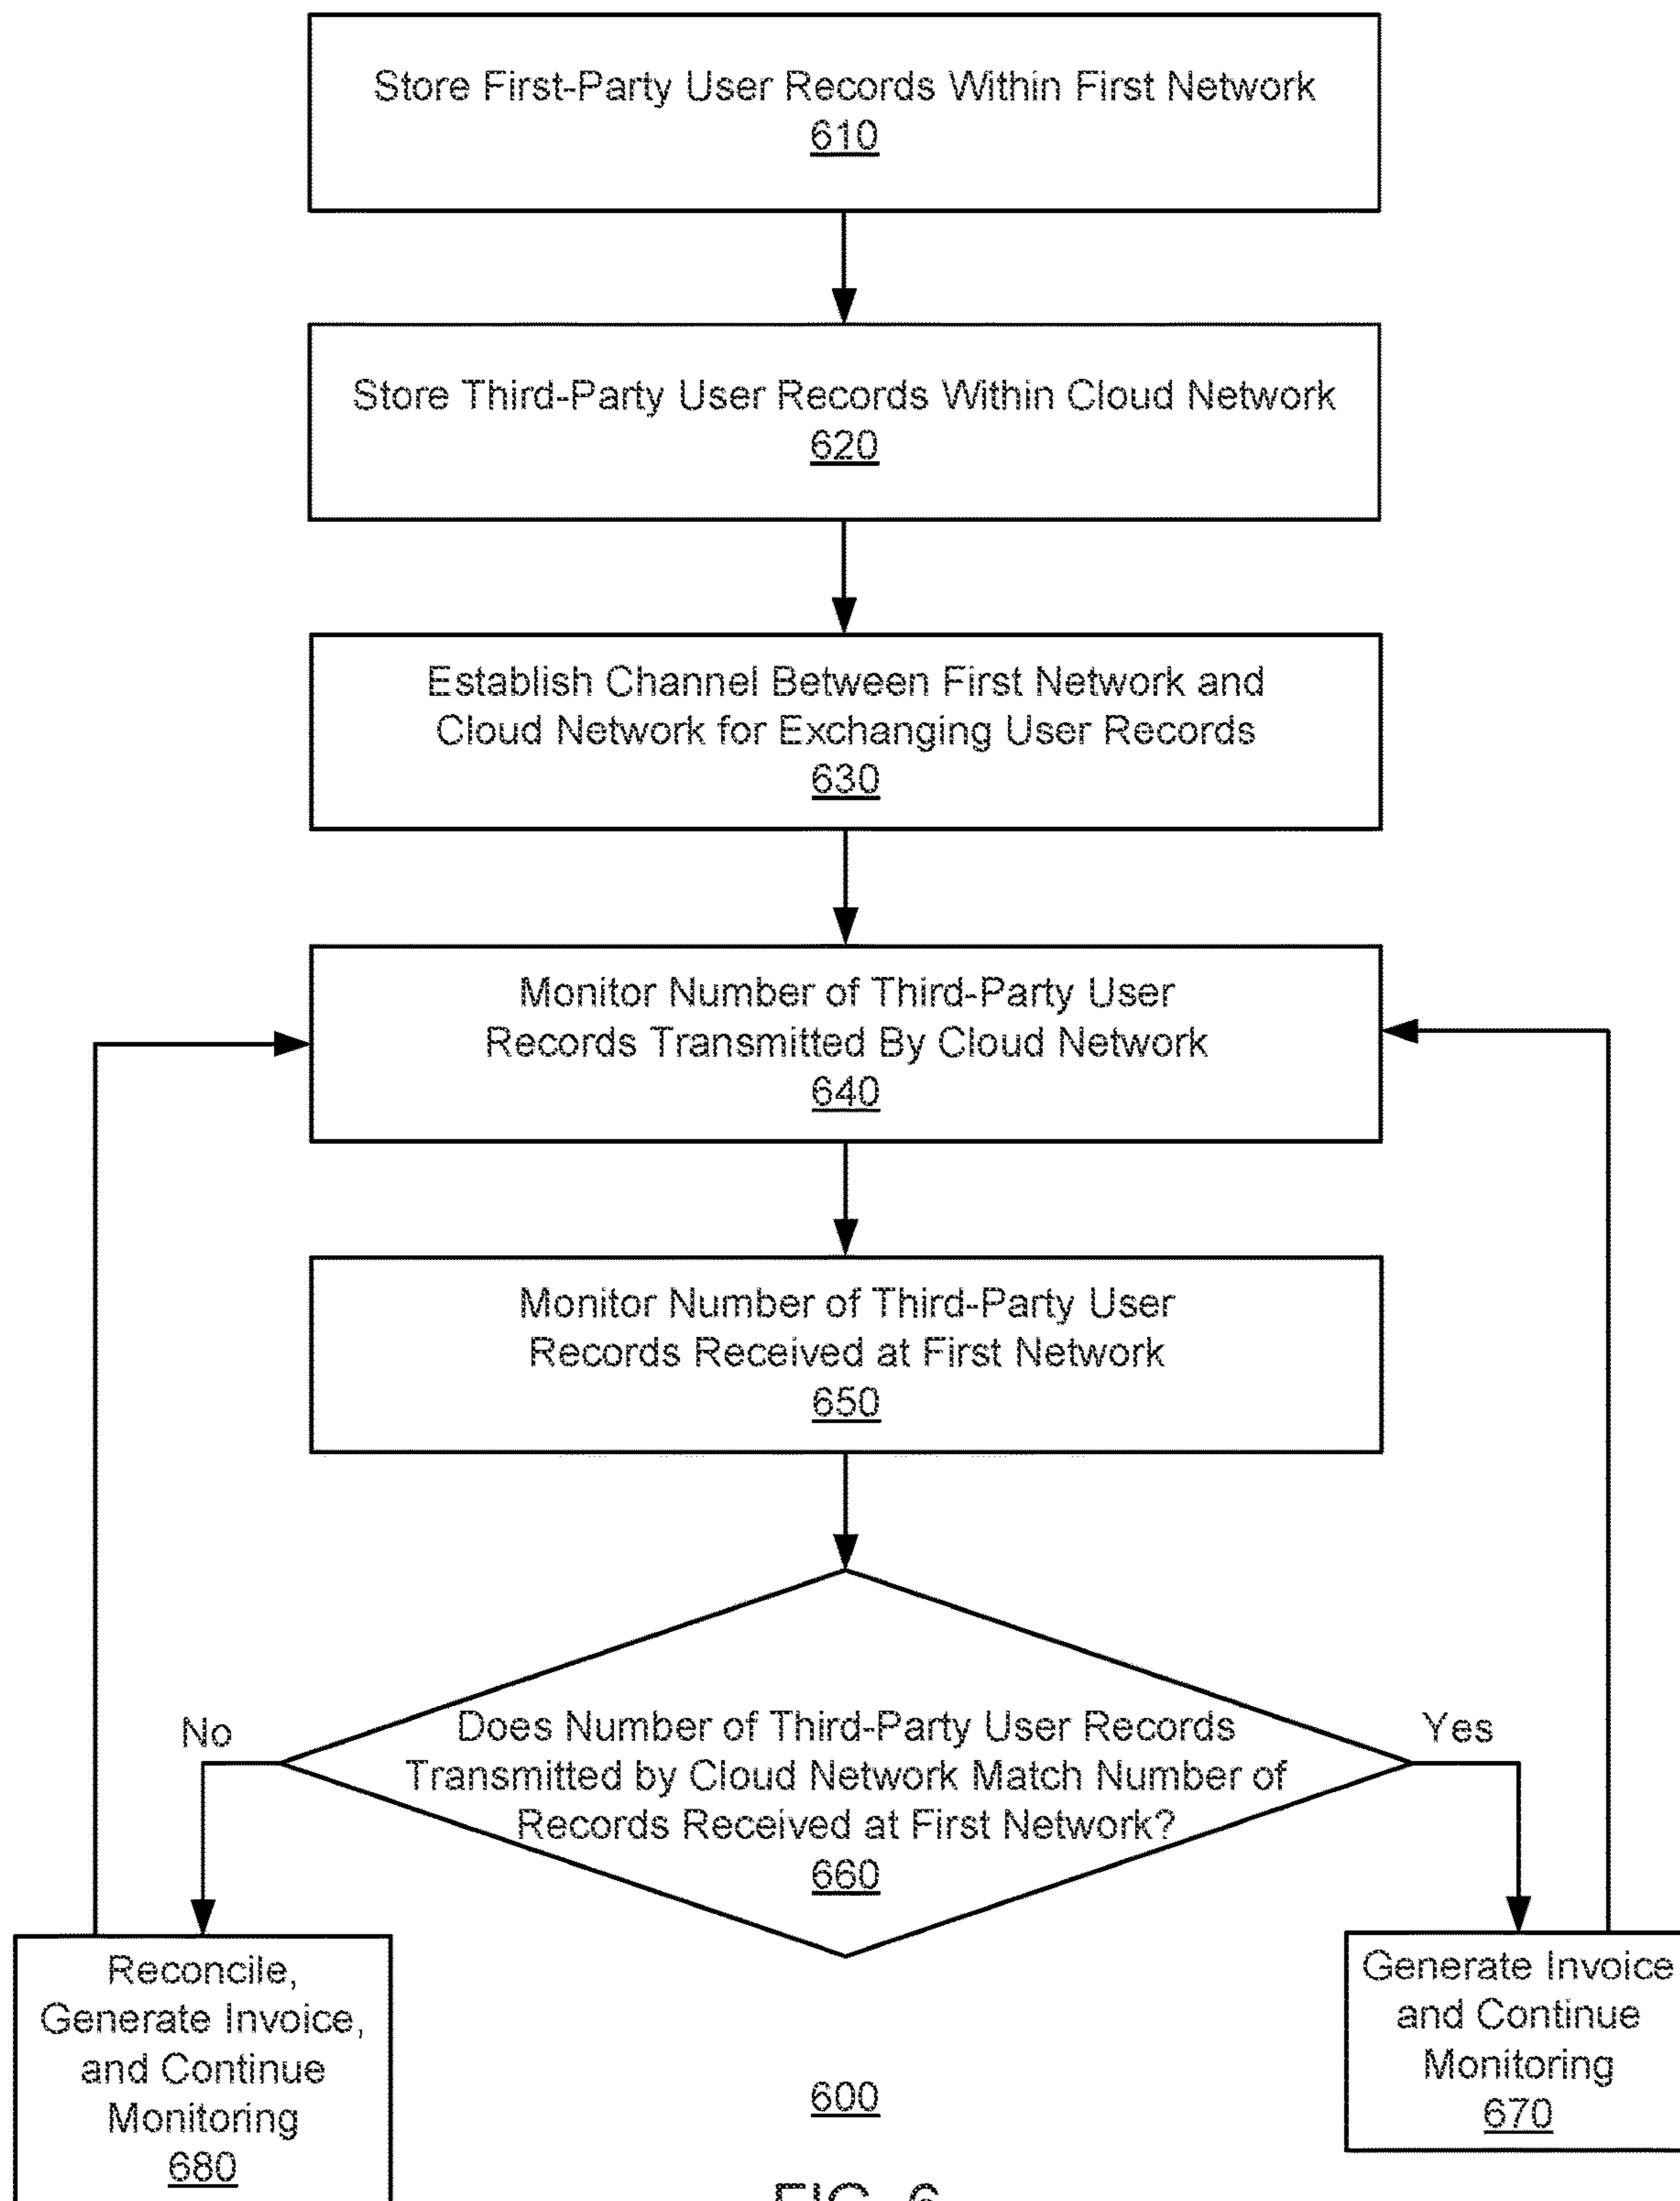 Store First-Party User Records Within First Network
610
Store Third-Party User Records Within Cloud Network
620
Establish Channel Between First Network and
Cloud Network for Exchanging User Records
630
Monitor Number of Third-Party User
Records Transmitted By Cloud Network
640
Monitor Number of Third-Party User
Records Received at First Network
650
No
Does Number of Third-Party User Records
Transmitted by Cloud Network Match Number of
Records Received at First Network?
660
Yes
Reconcile,
Generate Invoice,
and Continue
Monitoring
680
Generate Invoice
and Continue
Monitoring
670
600
FIG. 6